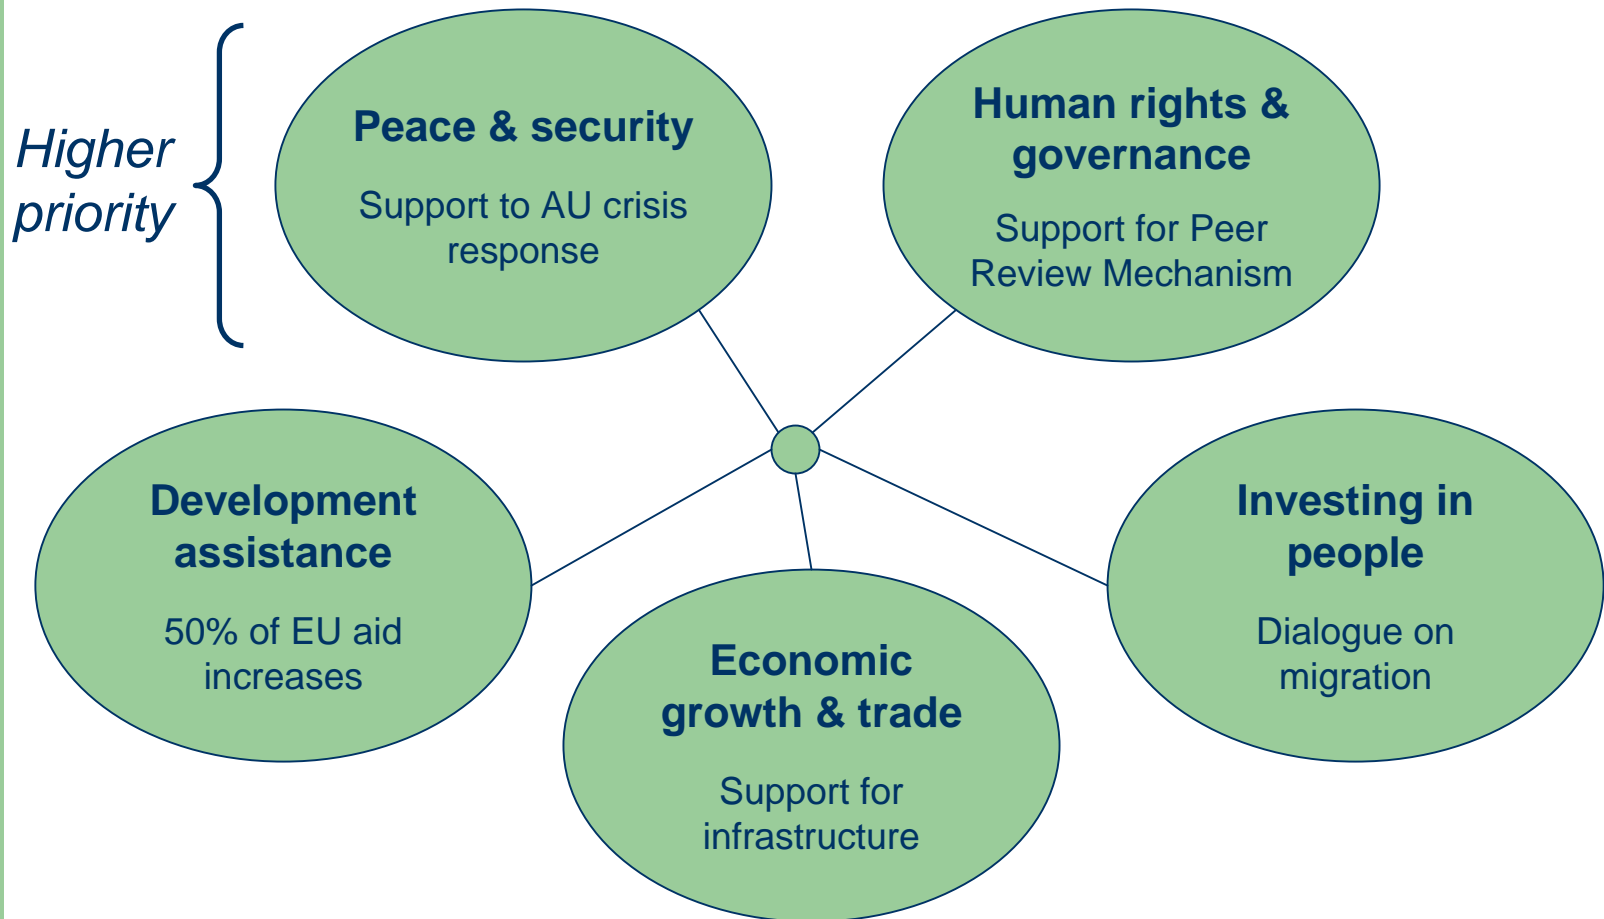 Higher
priority
Peace & security
Support to AU crisis
response
Human rights &
governance
Support for Peer
Review Mechanism
Development
assistance
50% of EU aid
increases
Economic
growth & trade
Support for
infrastructure
Investing in
people
Dialogue on
migration